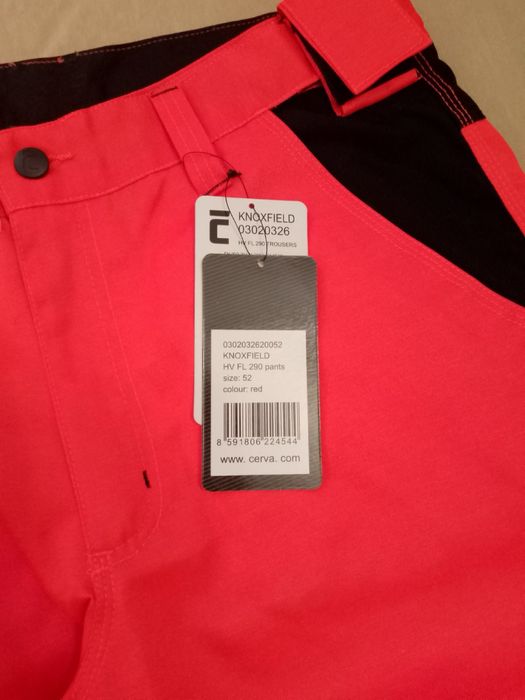 KNOXFIELD
03020326
HV FL 290 TROUSERS
0302032620052
KNOXFIELD
HV FL 290 pants
size: 52
colour: red
8 591806 224544
www. cerva. com